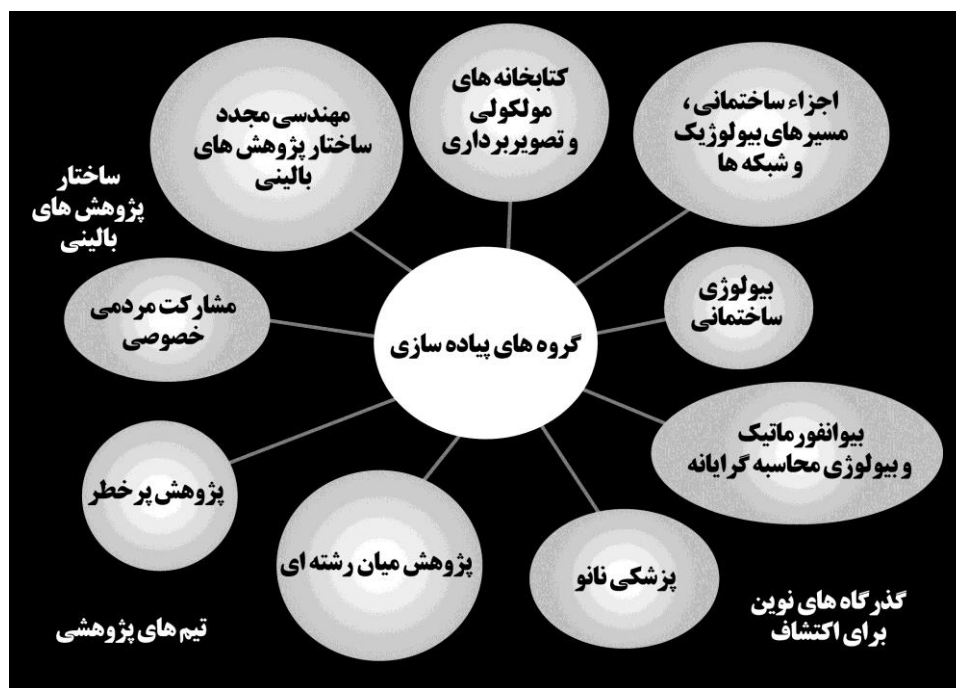 کتابخانه های
مولکولی
و تصویربرداری
اجزاء ساختمانی ،
مسیرهای بیولوژیک
و شبکه ها
مهندسی مجدد
ساختار پژوهش های
بالینی
ساختار
پژوهش های
بالینی
بیولوژی
ساختمانی
مشارکت مردمی
خصوصی
گروه های پیاده سازی
بیوانفورماتیک
و بیولوژی محاسبه گرایانه
پژوهش پرخطر
پژوهش میان رشته ای
پزشکی نانو
گذرگاه های نوین
برای اکتشاف
تیم های پژوهشی